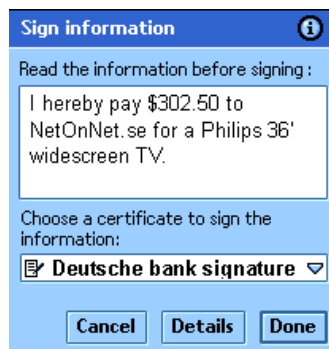 Sign information
Read the information before signing :
I hereby pay $302.50 to
NetOnNet.se for a Philips 36'
widescreen TV.
Choose a certificate to sign the
information:
Deutsche bank signature
Cancel Details Done